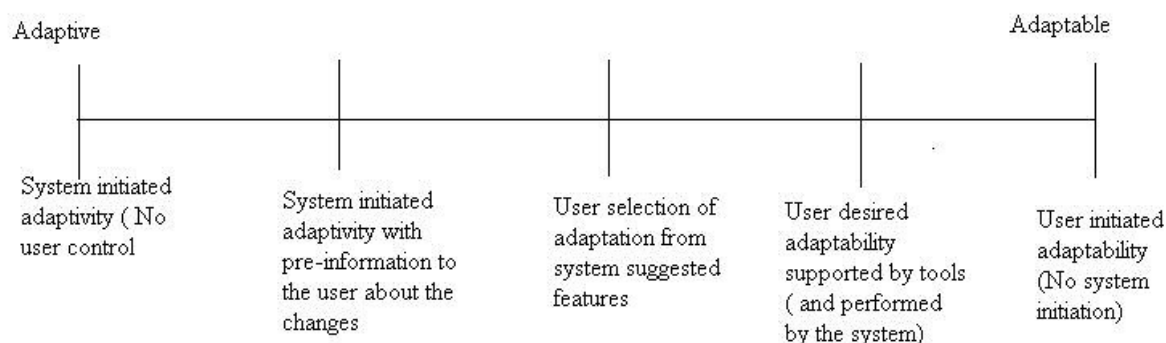 Adaptive
Adaptable
System initiated
adaptivity ( No
user control
System initiated
adaptivity with
pre-information to
the user about the
changes
User selection of
adaptation from
system suggested
features
User desired
adaptability
supported by tools
( and performed
by the system)
User initiated
adaptability
(No system
initiation)